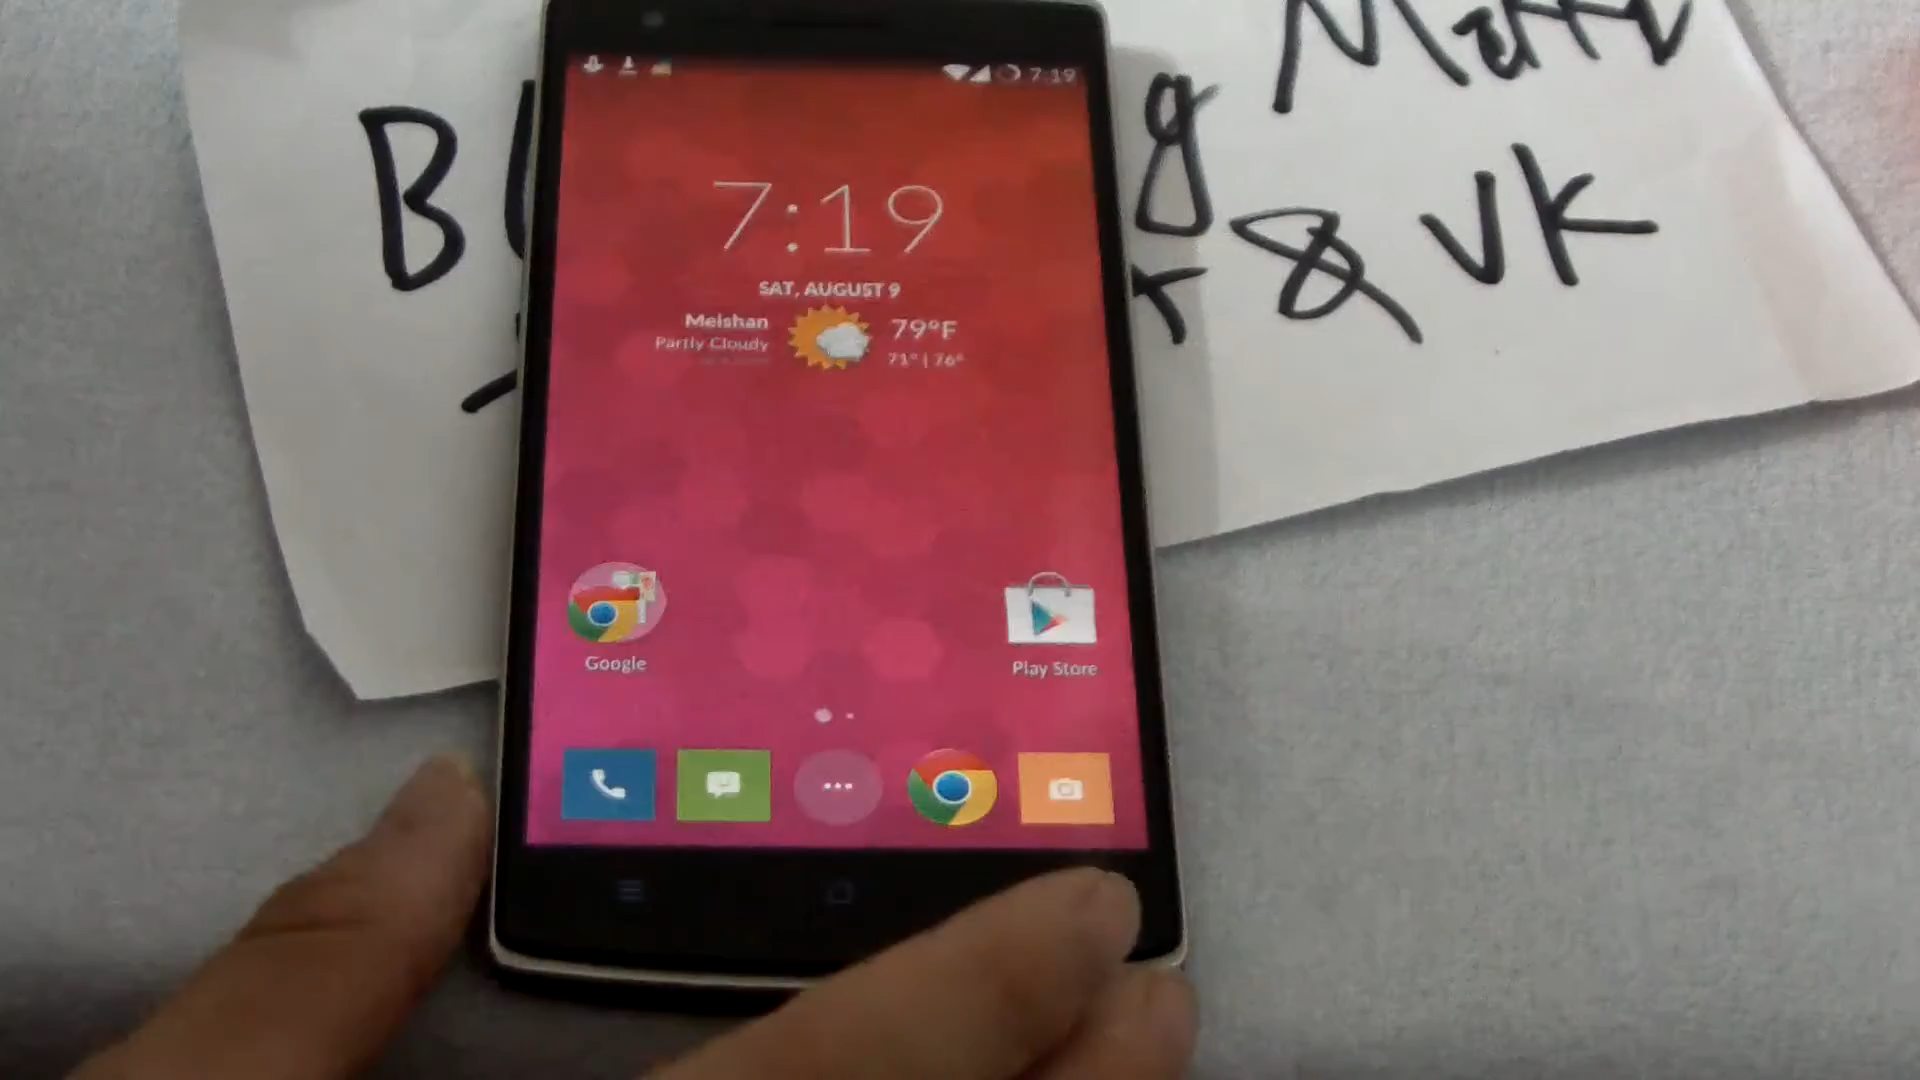 7:19
7:19
SAT, AUGUST 9
Meishan
Partly Cloudy
79°F
71° | 76°
Google
Play Store
& VK